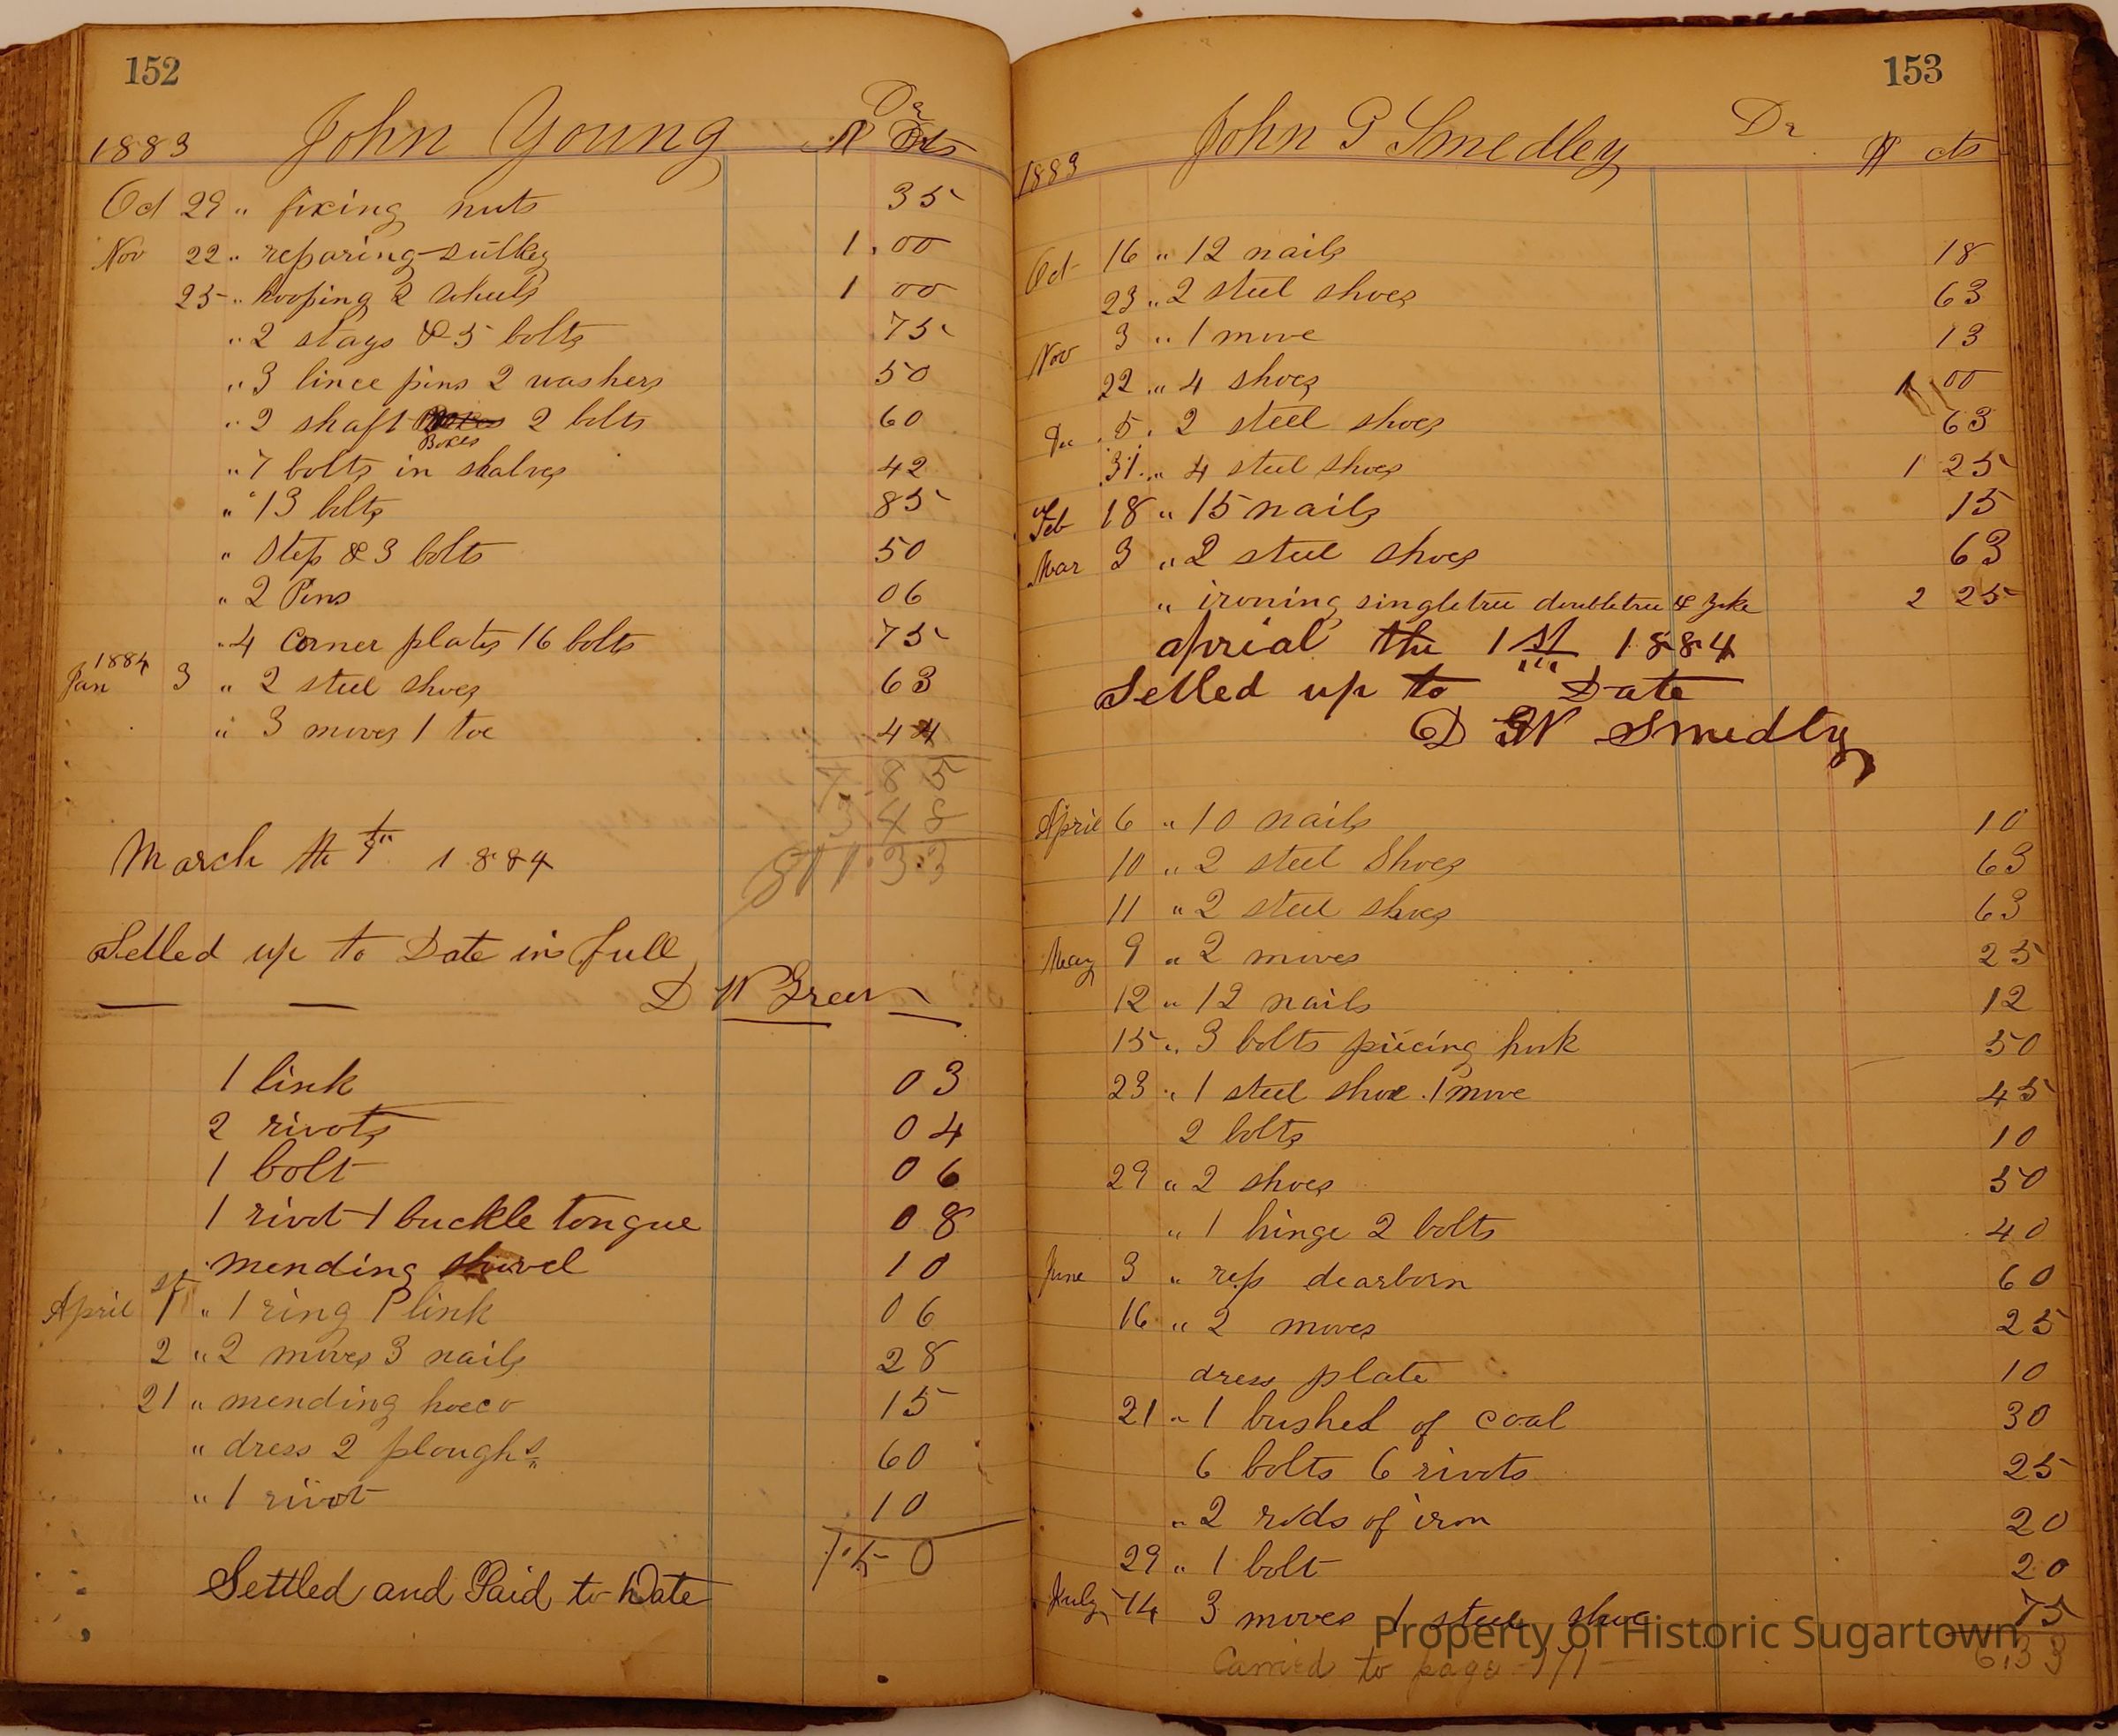 152
Dr
1883 John Young $ cts
Oct 29 " fixing nuts 35
Nov 22 " reparing sulkey 1.00
25 " hooping 2 wheels 1 00
" 2 stays & 5 bolts 75
" 3 lince pins 2 washers 50
" 2 shaft 2 bolts 60
Boxes
" 7 bolts in shalves 42
" 13 bolts 85
" step & 3 bolts 50
" 2 Pins 06
" 4 corner plates 16 bolts 75
1884
Jan 3 " 2 steel shoes 63
" 3 moves 1 toe 44
7.85
3.48
$11.33
March the 1884
Setled up to Date in full
D W Green
1 link 03
2 rivots 04
1 bolt 06
1 rivot 1 buckle tongue 08
mending shovel 10
April 1st " 1 ring 1 link 06
2 " 2 moves 3 nails 28
21 " mending 15
" dress 2 ploughs 60
" 1 rivot 10
1.50
Settled and Paid to Date
153
John G Smedley Dr
1883 $ cts
Oct 16 " 12 nails 18
23 " 2 steel shoes 63
Nov 3 " 1 move 13
22 " 4 shoes 1 00
Dec 5 " 2 steel shoes 63
31 " 4 steel shoes 1 25
Feb 18 " 15 nails 15
Mar 3 " 2 steel shoes 63
" ironing singletree doubletree & yoke 2 25
aprial the 1st 1884
Setled up to Date
D W Smedly
April 6 " 10 nails 10
10 " 2 steel Shoes 63
11 " 2 steel shoes 63
May 9 " 2 moves 25
12 " 12 nails 12
15 " 3 bolts piecing hook 50
23 " 1 steel shoe 1 move 45
2 bolts 10
29 " 2 shoes 50
" 1 hinge 2 bolts 40
June 3 " rep dearborn 60
16 " 2 moves 25
dress plate 10
21 " 1 bushel of coal 30
6 bolts 6 rivots 25
" 2 rods of iron 20
29 " 1 bolt 20
July 14 3 moves 1 steel shoe 75
Property of Historic Sugartown
Carried to page 171 6.33